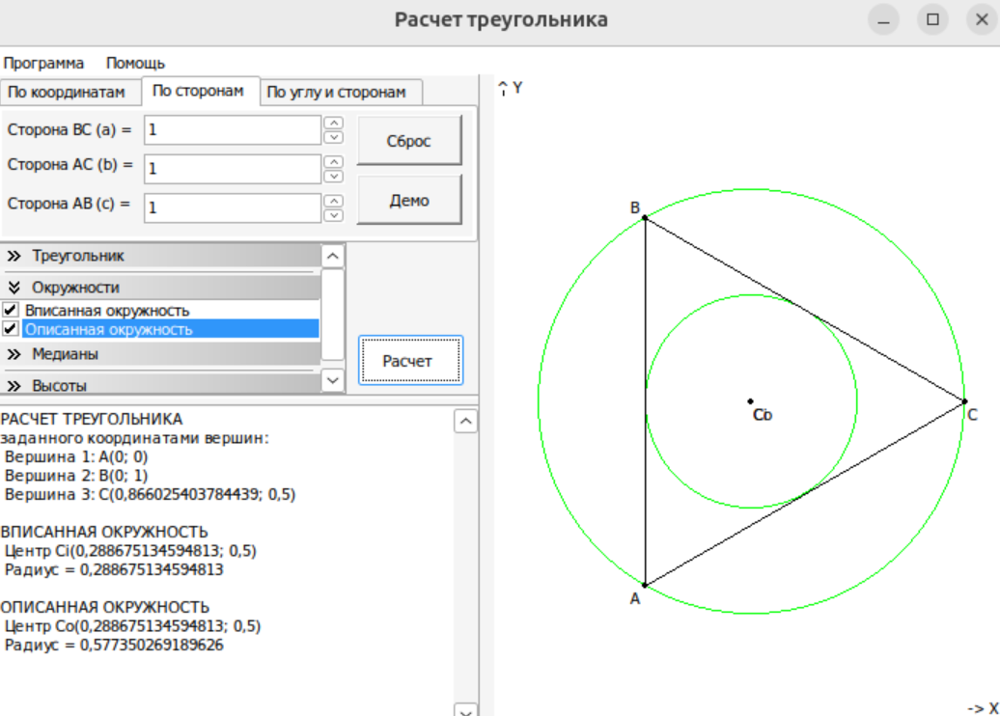 Расчет треугольника
Программа Помощь
По координатам По сторонам По углу и сторонам
Сторона BC (a) = 1
Сторона AC (b) = 1
Сторона AB (c) = 1
Сброс
Демо
Треугольник
Окружности
Вписанная окружность
Описанная окружность
Медианы
Высоты
Расчет
РАСЧЕТ ТРЕУГОЛЬНИКА
заданного координатами вершин:
Вершина 1: A(0; 0)
Вершина 2: B(0; 1)
Вершина 3: C(0,866025403784439; 0,5)
ВПИСАННАЯ ОКРУЖНОСТЬ
Центр Ci(0,288675134594813; 0,5)
Радиус = 0,288675134594813
ОПИСАННАЯ ОКРУЖНОСТЬ
Центр Co(0,288675134594813; 0,5)
Радиус = 0,577350269189626
^ Y
B
C
A
-> X